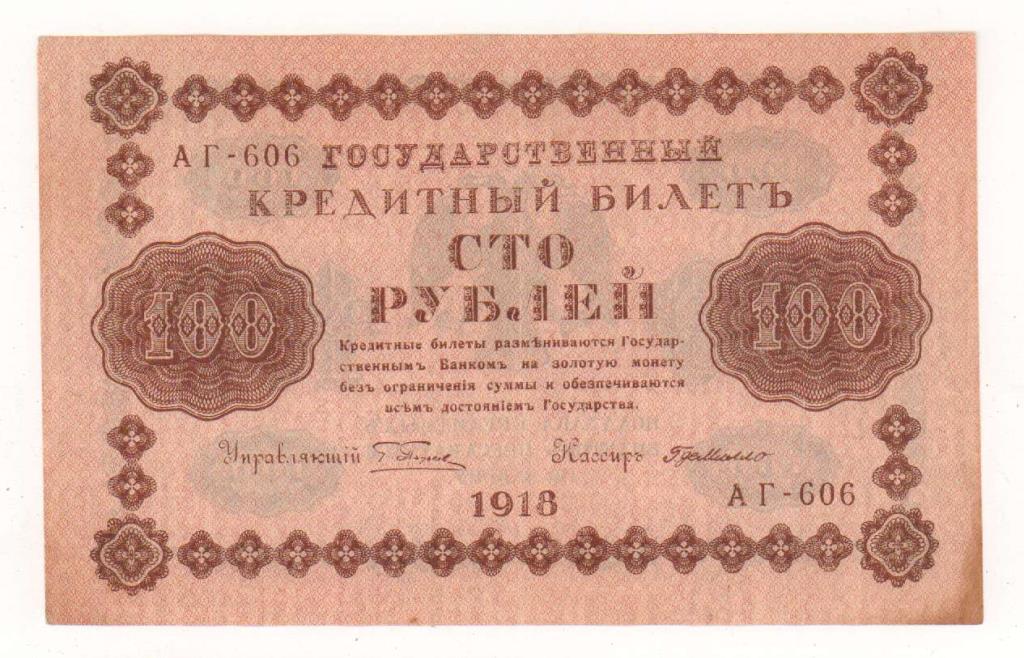 АГ-606 ГОСУДАРСТВЕННЫЙ
КРЕДИТНЫЙ БИЛЕТЪ
СТО
РУБЛЕЙ
100
100
Кредитные билеты размѣниваются Государ-
ственнымъ Банкомъ на золотую монету
безъ ограниченія суммы и обезпечиваются
всѣмъ достояніемъ Государства.
Управляющій
Кассиръ
1918
АГ-606